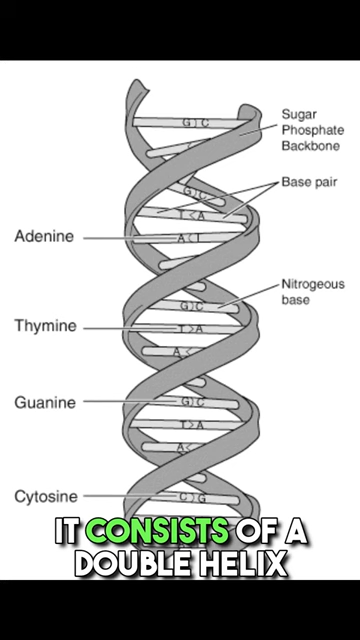 G C
Sugar
Phosphate
Backbone
G C
Base pair
T<A
Adenine
A<T
G C
Nitrogeous
base
Thymine
T>A
A<
Guanine
G C
T>A
A<
Cytosine
C>G
IT CONSISTS OF A
DOUBLE HELIX